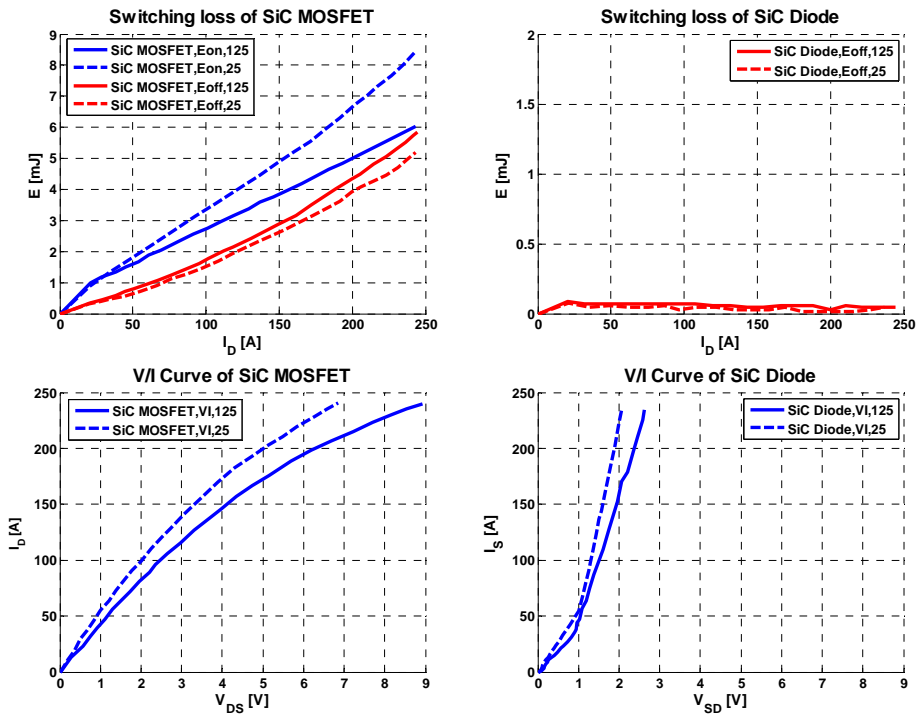 Switching loss of SiC MOSFET
9
8
7
6
5
4
3
2
1
0
E [mJ]
SiC MOSFET,Eon,125
SiC MOSFET,Eon,25
SiC MOSFET,Eoff,125
SiC MOSFET,Eoff,25
0 50 100 150 200 250
I_D [A]
Switching loss of SiC Diode
2
1.5
1
0.5
0
E [mJ]
SiC Diode,Eoff,125
SiC Diode,Eoff,25
0 50 100 150 200 250
I_D [A]
V/I Curve of SiC MOSFET
250
200
150
100
50
0
I_D [A]
SiC MOSFET,VI,125
SiC MOSFET,VI,25
0 1 2 3 4 5 6 7 8 9
V_DS [V]
V/I Curve of SiC Diode
250
200
150
100
50
0
I_S [A]
SiC Diode,VI,125
SiC Diode,VI,25
0 1 2 3 4 5 6 7 8 9
V_SD [V]